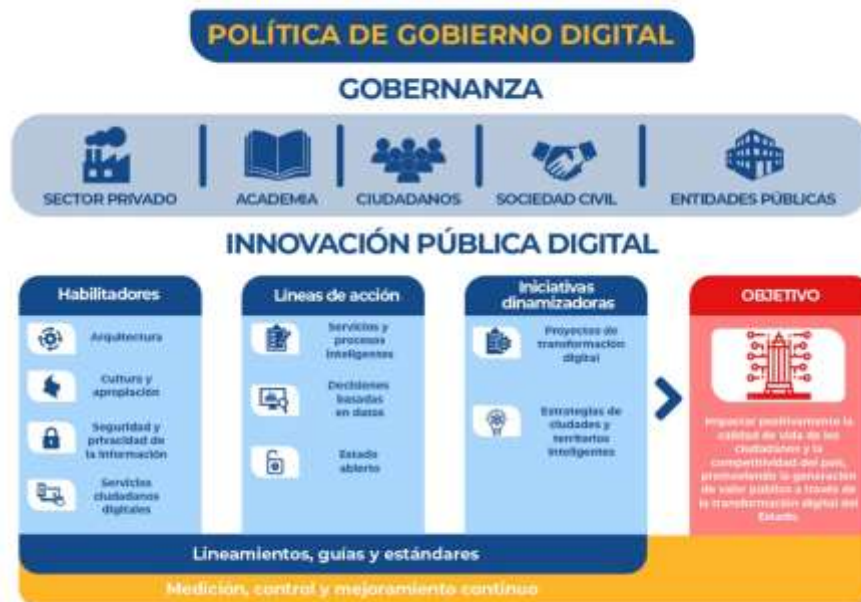 POLÍTICA DE GOBIERNO DIGITAL
GOBERNANZA
SECTOR PRIVADO
ACADEMIA
CIUDADANOS
SOCIEDAD CIVIL
ENTIDADES PÚBLICAS
INNOVACIÓN PÚBLICA DIGITAL
Habilitadores
Arquitectura
Cultura y
apropiación
Seguridad y
privacidad de
la información
Servicios
ciudadanos
digitales
Líneas de acción
Servicios y
procesos
inteligentes
Decisiones
basadas
en datos
Estado
abierto
Iniciativas
dinamizadoras
Proyectos de
transformación
digital
Estrategias de
ciudades y
territorios
inteligentes
OBJETIVO
Impactar positivamente la
calidad de vida de los
ciudadanos y la
competitividad del país,
promoviendo la generación
de valor público a través de
la transformación digital del
Estado.
Lineamientos, guías y estándares
Medición, control y mejoramiento continuo